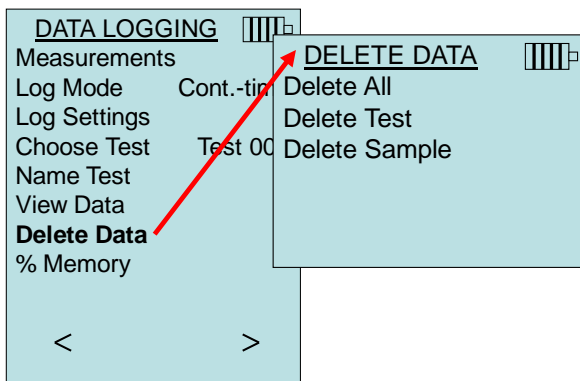 DATA LOGGING
Measurements
Log Mode Cont.-tim
Log Settings
Choose Test Test 00
Name Test
View Data
Delete Data
% Memory
< >
DELETE DATA
Delete All
Delete Test
Delete Sample